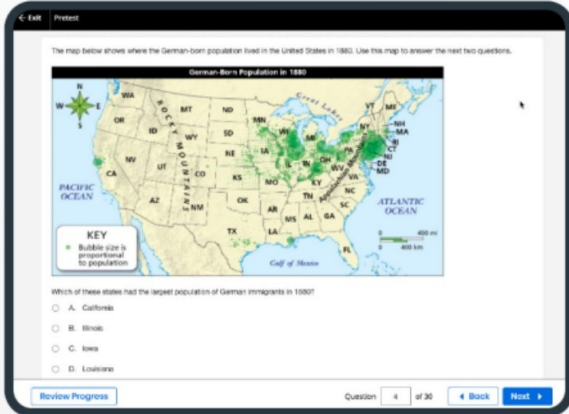 Exit Pretest
The map below shows where the German-born population lived in the United States in 1880. Use this map to answer the next two questions.
German-Born Population in 1880
N
W E
S
WA
OR
ID
MT
WY
ND
SD
NE
KS
MN
IA
MO
WI
IL
MI
IN
OH
KY
WV
VA
NY
VT
ME
NH
MA
RI
CT
NJ
DE
MD
PA
NV
CA
UT
CO
AZ
NM
OK
TX
AR
LA
MS
AL
GA
TN
NC
SC
FL
ROCKY MOUNTAINS
Great Lakes
Appalachian Mountains
PACIFIC
OCEAN
ATLANTIC
OCEAN
Gulf of Mexico
KEY
Bubble size is
proportional
to population
0 400 mi
0 400 km
Which of these states had the largest population of German immigrants in 1880?
A. California
B. Illinois
C. Iowa
D. Louisiana
Review Progress
Question 4 of 30
Back
Next